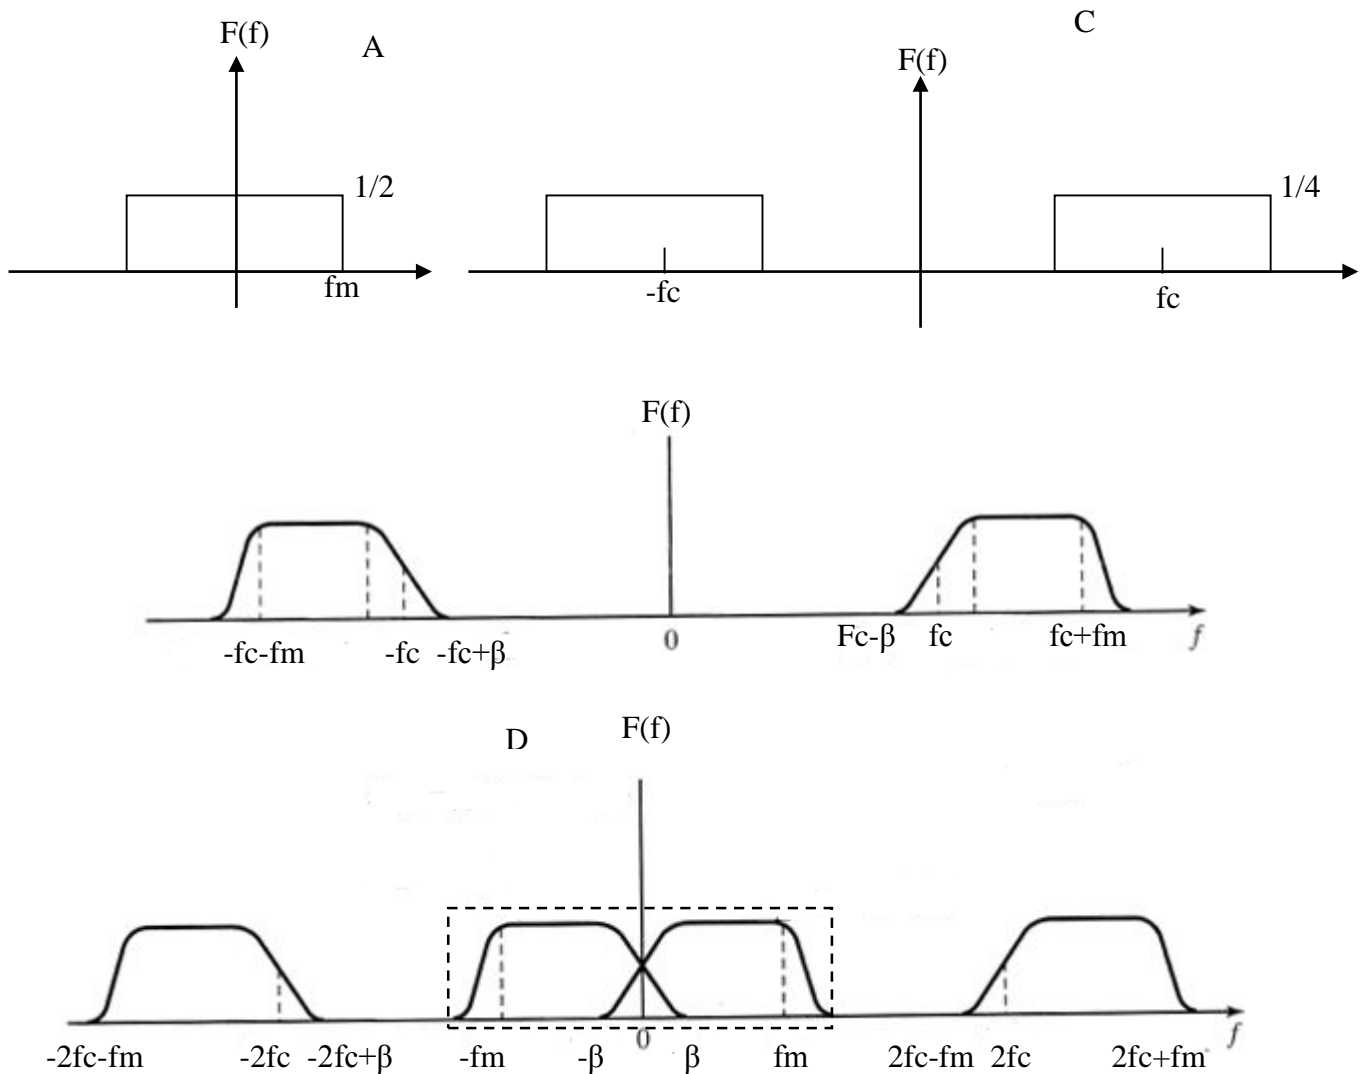 F(f) A
1/2
fm
C
F(f)
1/4
-fc fc
F(f)
-fc-fm -fc -fc+β 0 Fc-β fc fc+fm f
D F(f)
-2fc-fm -2fc -2fc+β -fm -β 0 β fm 2fc-fm 2fc 2fc+fm f